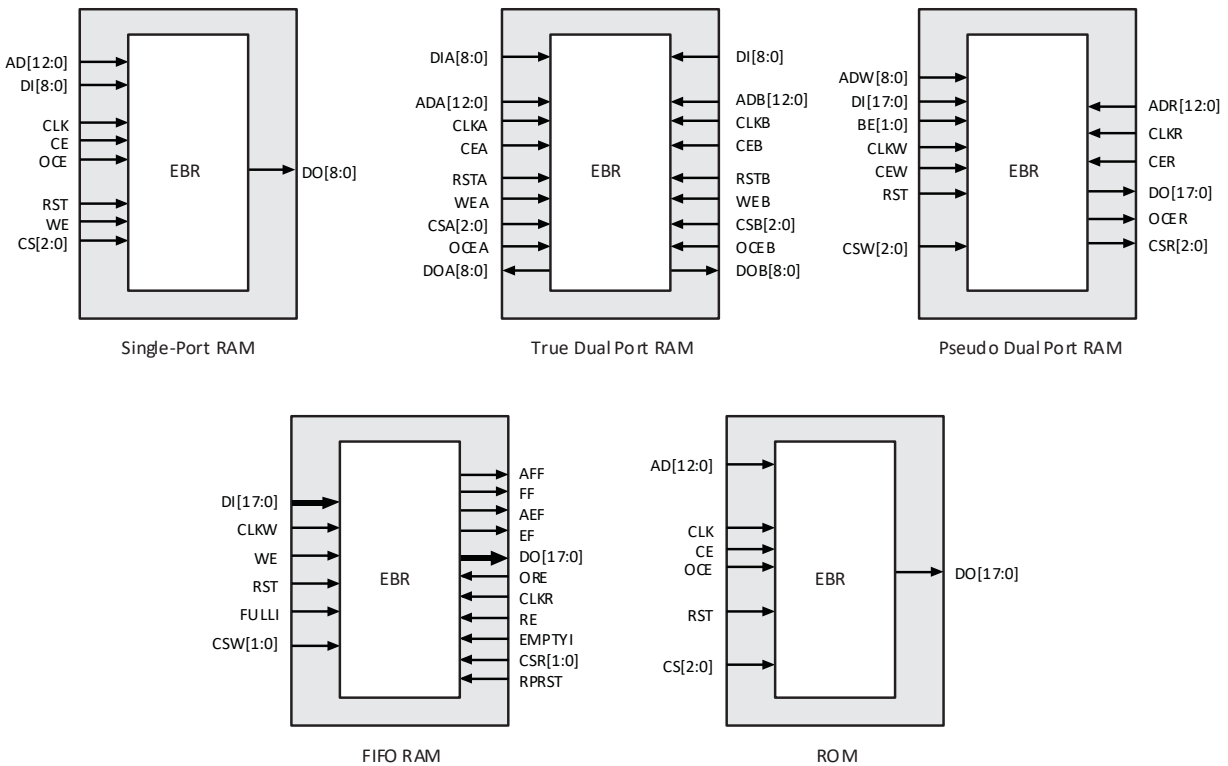 AD[12:0]
DI[8:0]
CLK
CE
OCE
RST
WE
CS[2:0]
EBR
DO[8:0]
Single-Port RAM
DIA[8:0]
ADA[12:0]
CLKA
CEA
RSTA
WEA
CSA[2:0]
OCEA
DOA[8:0]
EBR
DI[8:0]
ADB[12:0]
CLKB
CEB
RSTB
WEB
CSB[2:0]
OCEB
DOB[8:0]
True Dual Port RAM
ADW[8:0]
DI[17:0]
BE[1:0]
CLKW
CEW
RST
CSW[2:0]
EBR
ADR[12:0]
CLKR
CER
DO[17:0]
OCER
CSR[2:0]
Pseudo Dual Port RAM
DI[17:0]
CLKW
WE
RST
FULLI
CSW[1:0]
EBR
AFF
FF
AEF
EF
DO[17:0]
ORE
CLKR
RE
EMPTYI
CSR[1:0]
RPRST
FIFO RAM
AD[12:0]
CLK
CE
OCE
RST
CS[2:0]
EBR
DO[17:0]
ROM